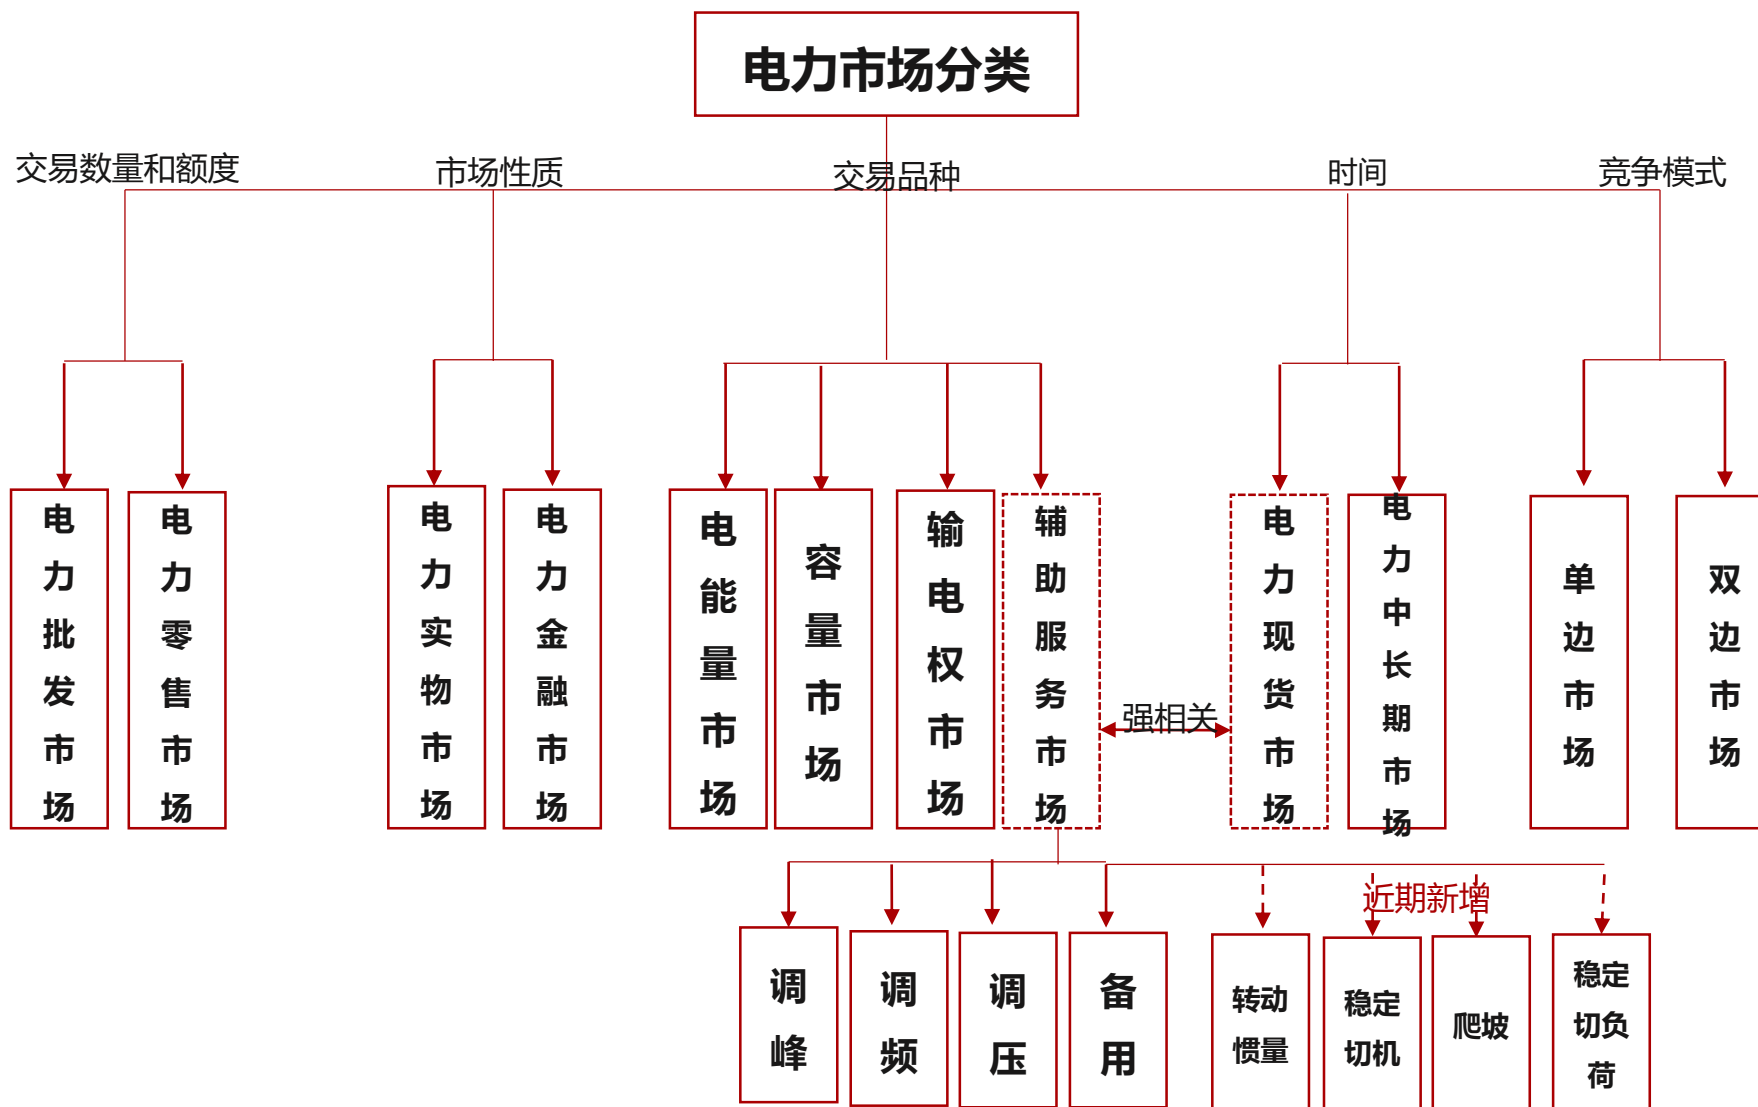 电力市场分类
交易数量和额度
市场性质
交易品种
时间
竞争模式
电力批发市场
电力零售市场
电力实物市场
电力金融市场
电能量市场
容量市场
输电权市场
辅助服务市场
强相关
电力现货市场
电力中长期市场
单边市场
双边市场
近期新增
调峰
调频
调压
备用
转动
惯量
稳定
切机
爬坡
稳定
切负
荷